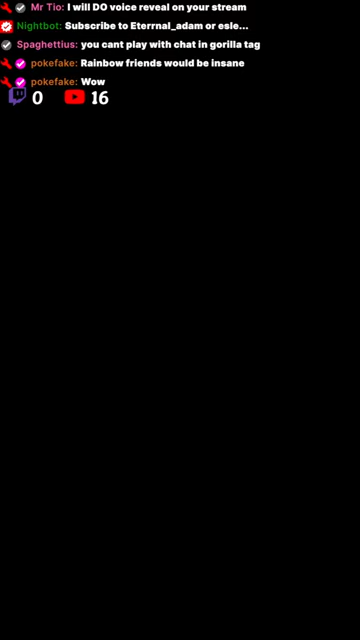 Mr Tio: I will DO voice reveal on your stream
Nightbot: Subscribe to Eterrnal_adam or esle...
Spaghettius: you cant play with chat in gorilla tag
pokefake: Rainbow friends would be insane
pokefake: Wow
0 16